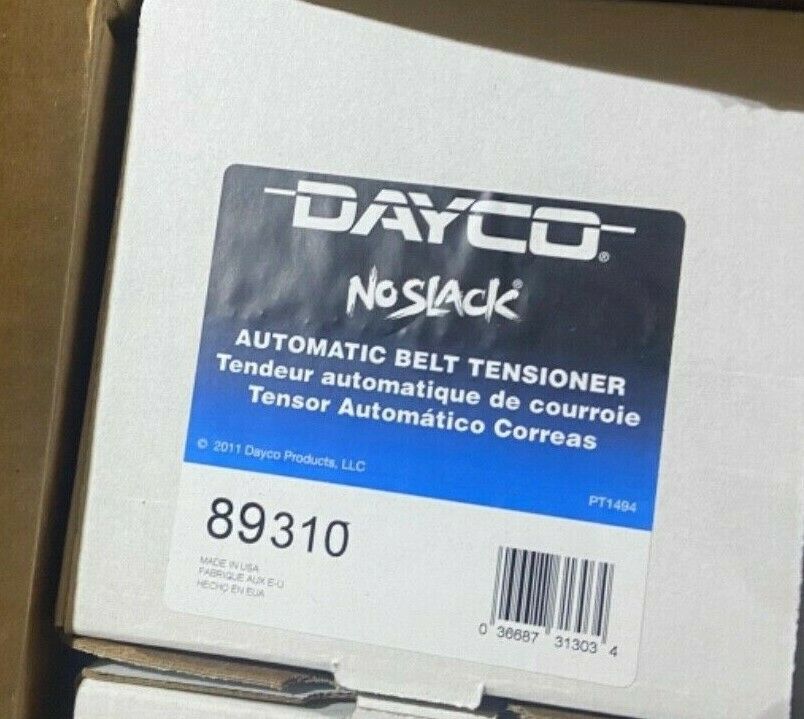 DAYCO®
NoSlack®
AUTOMATIC BELT TENSIONER
Tendeur automatique de courroie
Tensor Automático Correas
© 2011 Dayco Products, LLC
PT1494
89310
MADE IN USA
FABRIQUE AUX E-U
HECHO EN EUA
0 36687 31303 4